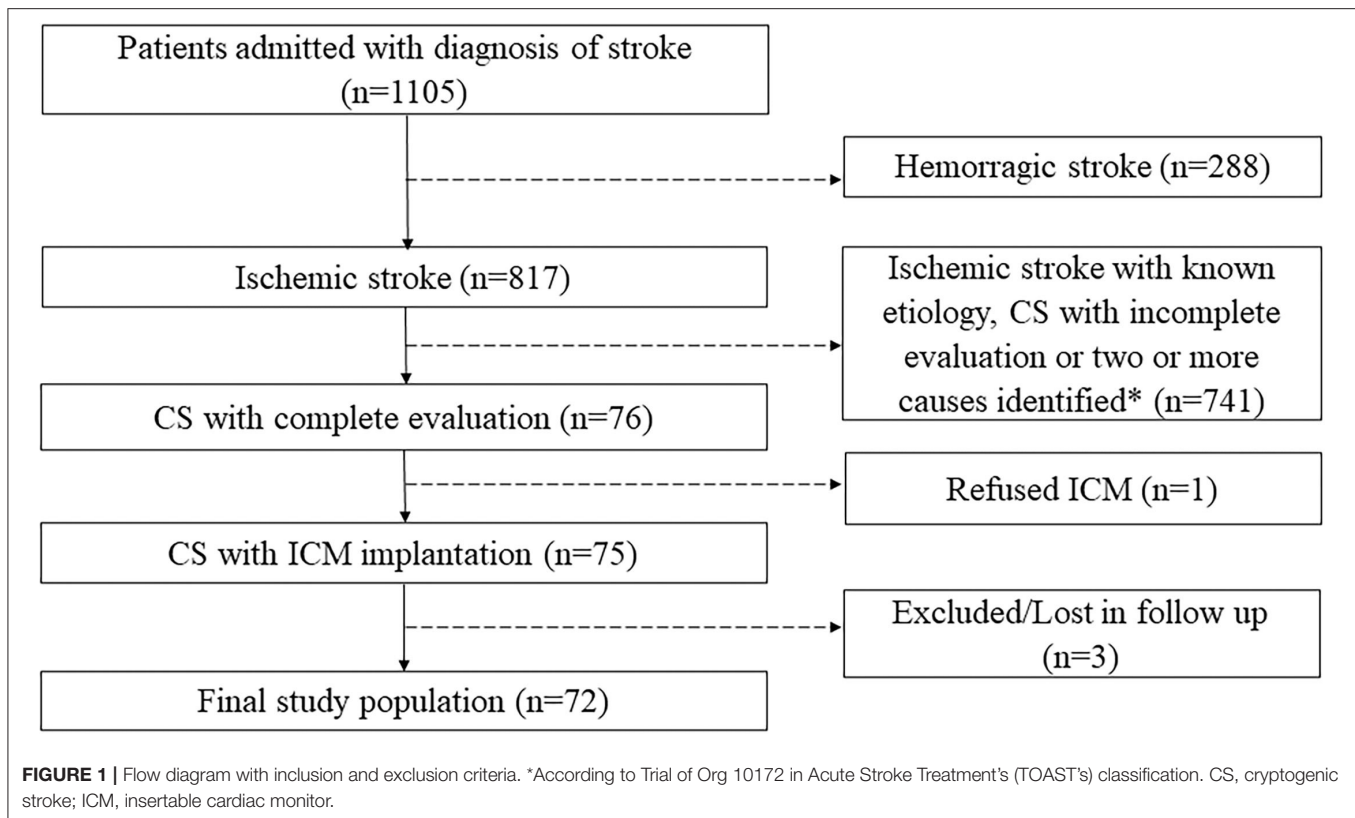 Patients admitted with diagnosis of stroke
(n=1105)
Hemorragic stroke (n=288)
Ischemic stroke (n=817)
Ischemic stroke with known
etiology, CS with incomplete
evaluation or two or more
causes identified* (n=741)
CS with complete evaluation (n=76)
Refused ICM (n=1)
CS with ICM implantation (n=75)
Excluded/Lost in follow up
(n=3)
Final study population (n=72)
FIGURE 1 | Flow diagram with inclusion and exclusion criteria. *According to Trial of Org 10172 in Acute Stroke Treatment's (TOAST's) classification. CS, cryptogenic
stroke; ICM, insertable cardiac monitor.